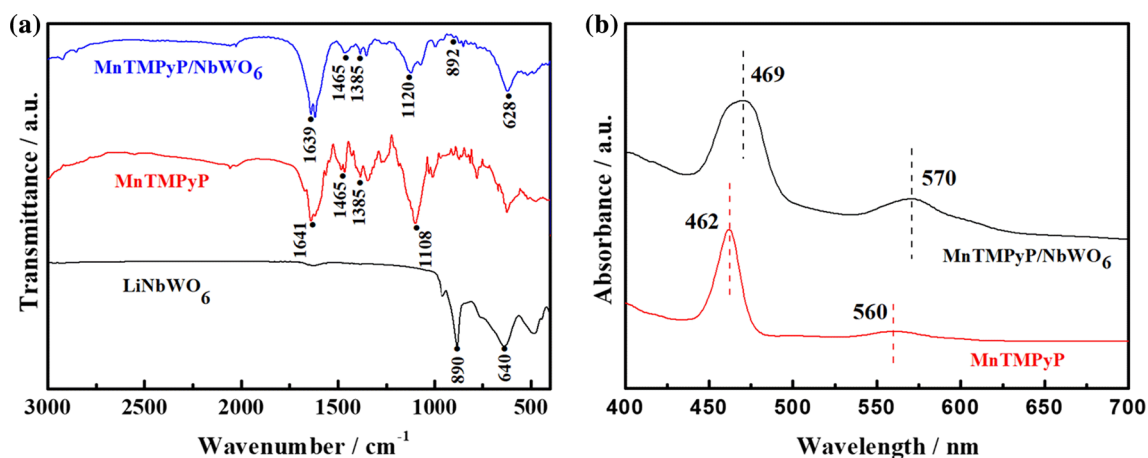 (a)
MnTMPyP/NbWO6
1639
1465
1385
1120
892
628
MnTMPyP
1641
1465
1385
1108
LiNbWO6
890
640
Transmittance / a.u.
3000 2500 2000 1500 1000 500
Wavenumber / cm-1
(b)
469
570
MnTMPyP/NbWO6
462
560
MnTMPyP
Absorbance / a.u.
400 450 500 550 600 650 700
Wavelength / nm